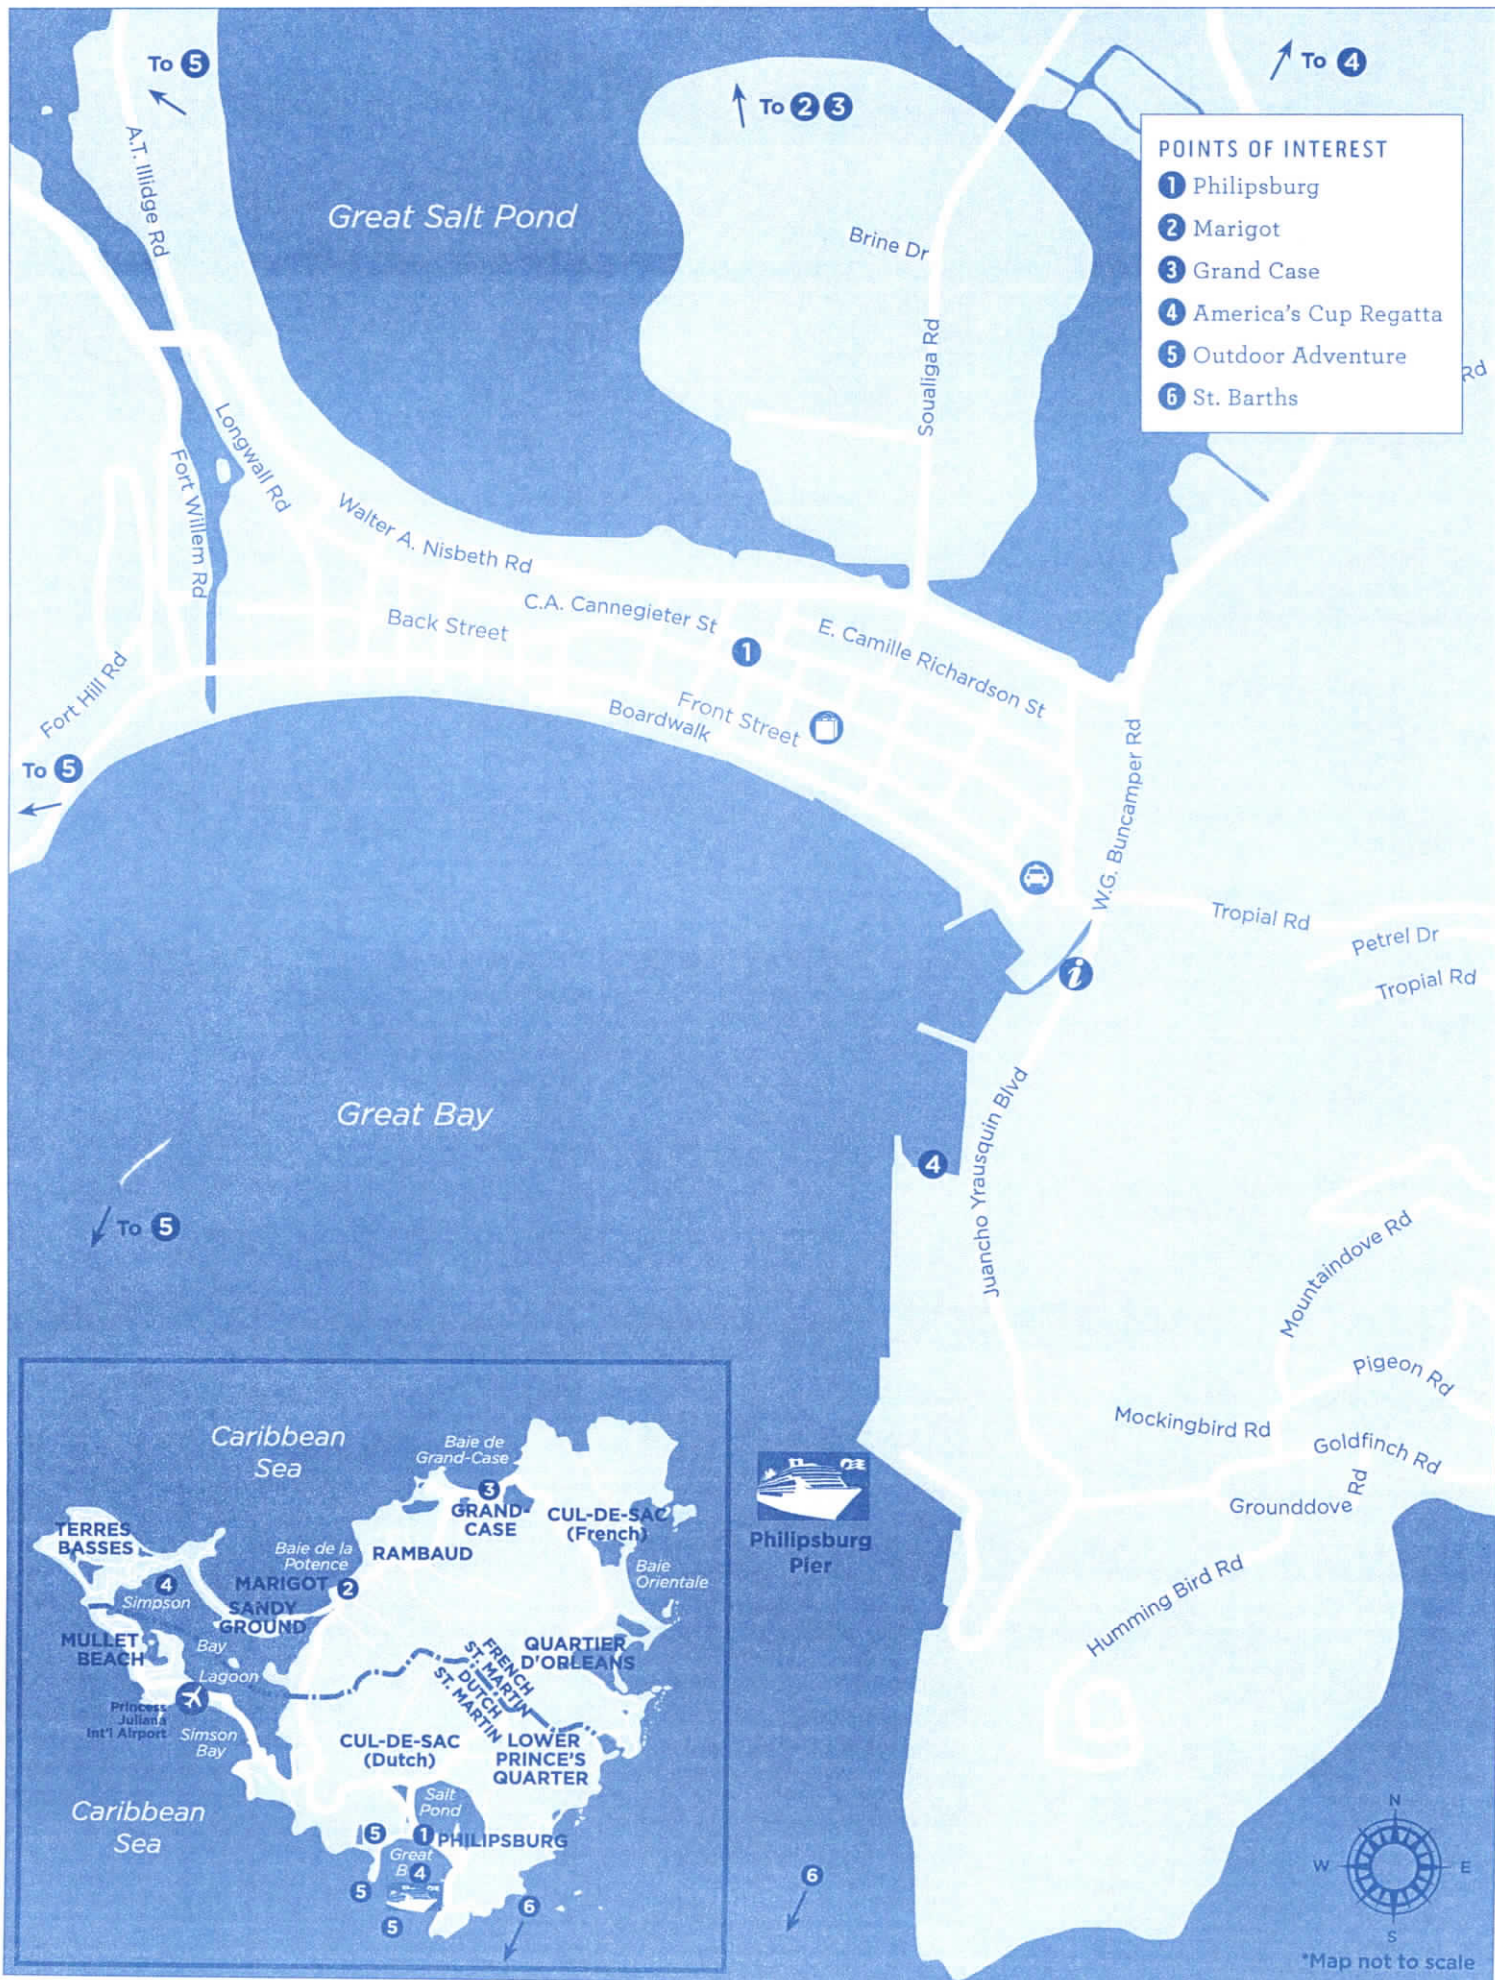 To 5
To 2 3
To 4
POINTS OF INTEREST
1 Philipsburg
2 Marigot
3 Grand Case
4 America's Cup Regatta
5 Outdoor Adventure
6 St. Barths
A.T. Illidge Rd
Great Salt Pond
Brine Dr
Soualiga Rd
Rd
Longwall Rd
Fort Willem Rd
Walter A. Nisbeth Rd
C.A. Cannegieter St
Back Street
1
E. Camille Richardson St
Fort Hill Rd
Front Street
Boardwalk
To 5
W.G. Buncamper Rd
Tropial Rd
Petrel Dr
Tropial Rd
i
Juancho Yrausquin Blvd
Great Bay
4
To 5
Mountaindove Rd
Pigeon Rd
Mockingbird Rd
Goldfinch Rd
Grounddove Rd
Humming Bird Rd
Philipsburg
Pier
Caribbean
Sea
Baie de
Grand-Case
3
GRAND-
CASE
CUL-DE-SAC
(French)
TERRES
BASSES
Baie de la
Potence
RAMBAUD
Baie
Orientale
4
Simpson
MARIGOT 2
SANDY
GROUND
MULLET
BEACH
Bay
Lagoon
QUARTIER
D'ORLEANS
FRENCH
ST. MARTIN
DUTCH
ST. MARTIN
Princess
Juliana
Int'l Airport
Simson
Bay
CUL-DE-SAC
(Dutch)
LOWER
PRINCE'S
QUARTER
Caribbean
Sea
Salt
Pond
5
1 PHILIPSBURG
Great
B 4
5
5
6
6
N
W
E
S
*Map not to scale